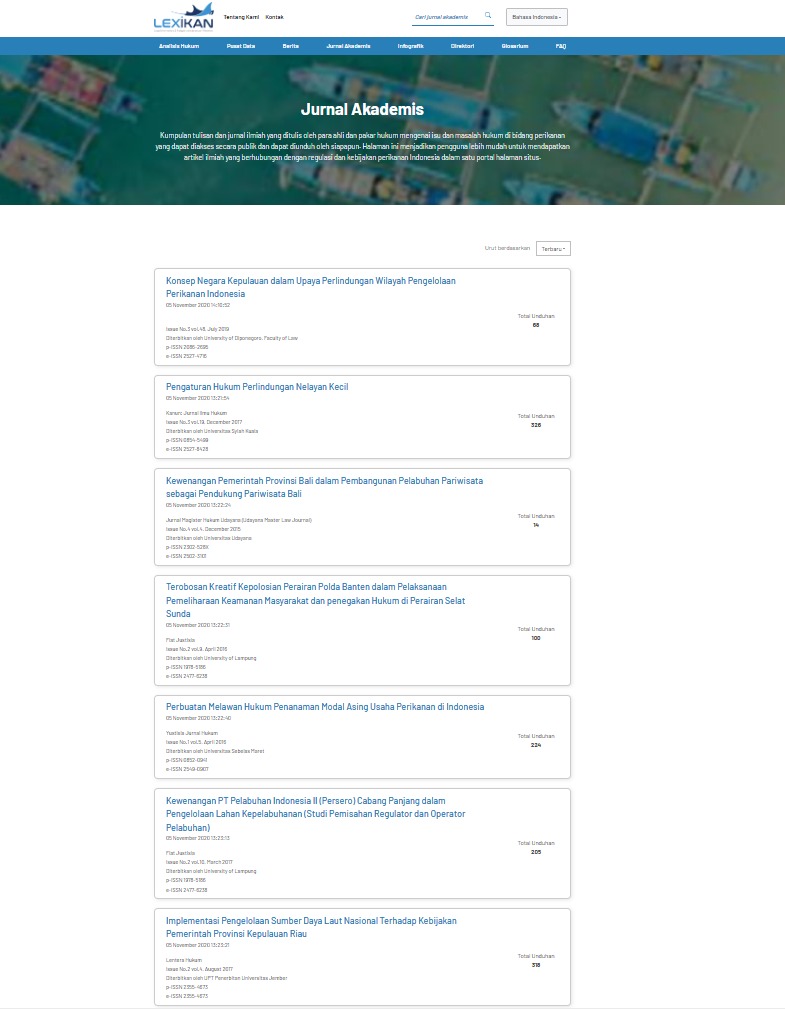 LEXIKAN
Tentang Kami Kontak
Cari jurnal akademis
Bahasa Indonesia
Analisis Hukum Pusat Data Berita Jurnal Akademis Infografik Direktori Glosarium FAQ
Jurnal Akademis
Kumpulan tulisan dan jurnal ilmiah yang ditulis oleh para ahli dan pakar hukum mengenai isu dan masalah hukum di bidang perikanan
yang dapat diakses secara publik dan dapat diunduh oleh siapapun. Halaman ini menjadikan pengguna lebih mudah untuk mendapatkan
artikel ilmiah yang berhubungan dengan regulasi dan kebijakan perikanan Indonesia dalam satu portal halaman situs.
Urut berdasarkan Terbaru
Konsep Negara Kepulauan dalam Upaya Perlindungan Wilayah Pengelolaan
Perikanan Indonesia
05 November 2020 14:10:52
Issue No.3 vol.48, July 2019
Diterbitkan oleh University of Diponegoro. Faculty of Law
p-ISSN 2086-2695
e-ISSN 2527-4716
Total Unduhan
68
Pengaturan Hukum Perlindungan Nelayan Kecil
05 November 2020 13:21:54
Kanun: Jurnal Ilmu Hukum
Issue No.3 vol.19, December 2017
Diterbitkan oleh Universitas Syiah Kuala
p-ISSN 0854-5499
e-ISSN 2527-8428
Total Unduhan
326
Kewenangan Pemerintah Provinsi Bali dalam Pembangunan Pelabuhan Pariwisata
sebagai Pendukung Pariwisata Bali
05 November 2020 13:22:24
Jurnal Magister Hukum Udayana (Udayana Master Law Journal)
Issue No.4 vol.4, December 2015
Diterbitkan oleh Universitas Udayana
p-ISSN 2302-528X
e-ISSN 2502-3101
Total Unduhan
14
Terobosan Kreatif Kepolosian Perairan Polda Banten dalam Pelaksanaan
Pemeliharaan Keamanan Masyarakat dan penegakan Hukum di Perairan Selat
Sunda
05 November 2020 13:22:31
Fiat Justisia
Issue No.2 vol.9, April 2016
Diterbitkan oleh University of Lampung
p-ISSN 1978-5186
e-ISSN 2477-6238
Total Unduhan
100
Perbuatan Melawan Hukum Penanaman Modal Asing Usaha Perikanan di Indonesia
05 November 2020 13:22:40
Yustisia Jurnal Hukum
Issue No.1 vol.5, April 2016
Diterbitkan oleh Universitas Sebelas Maret
p-ISSN 0852-0941
e-ISSN 2549-0907
Total Unduhan
224
Kewenangan PT Pelabuhan Indonesia II (Persero) Cabang Panjang dalam
Pengelolaan Lahan Kepelabuhanan (Studi Pemisahan Regulator dan Operator
Pelabuhan)
05 November 2020 13:23:13
Fiat Justisia
Issue No.2 vol.10, March 2017
Diterbitkan oleh University of Lampung
p-ISSN 1978-5186
e-ISSN 2477-6238
Total Unduhan
205
Implementasi Pengelolaan Sumber Daya Laut Nasional Terhadap Kebijakan
Pemerintah Provinsi Kepulauan Riau
05 November 2020 13:23:21
Lentera Hukum
Issue No.2 vol.4, August 2017
Diterbitkan oleh UPT Penerbitan Universitas Jember
p-ISSN 2355-4673
e-ISSN 2355-4673
Total Unduhan
318